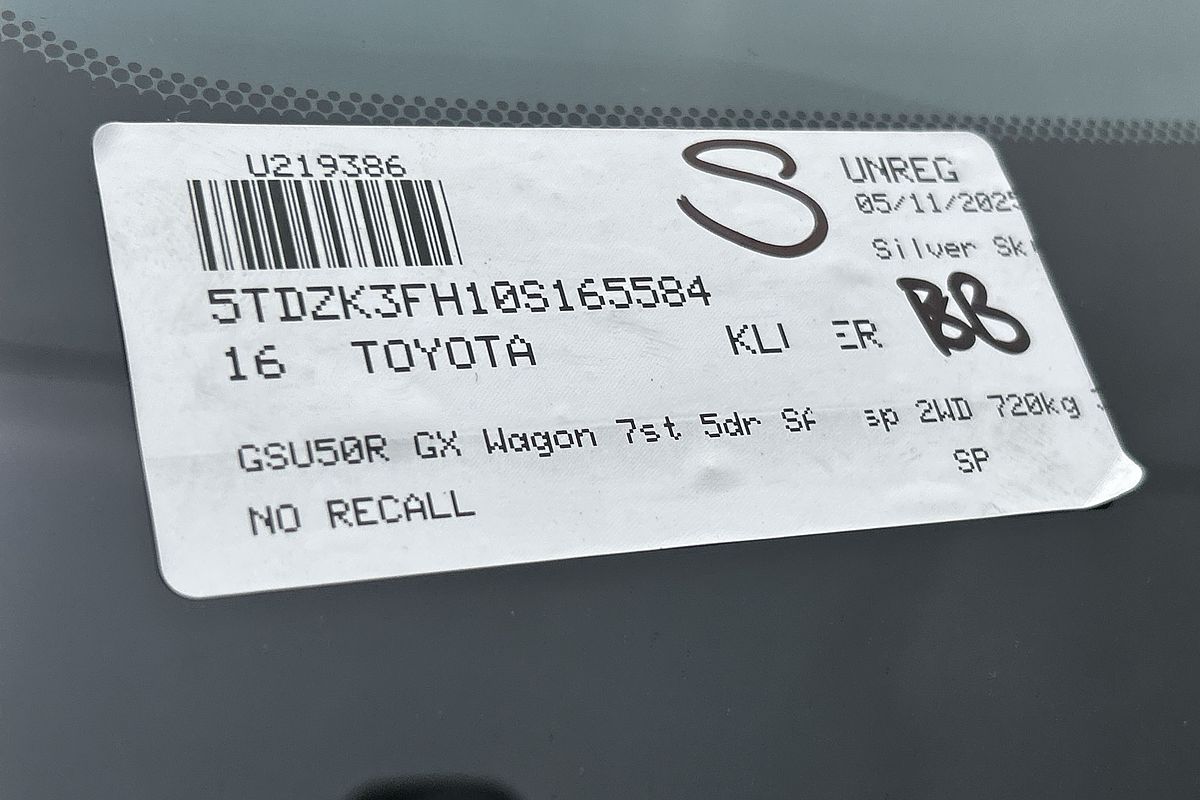 U219386
S
UNREG
05/11/2025
Silver
5TDZK3FH10S165584
BB
16 TOYOTA
GSU50R GX Wagon 7st 5dr sp 2WD 720kg
SP
NO RECALL